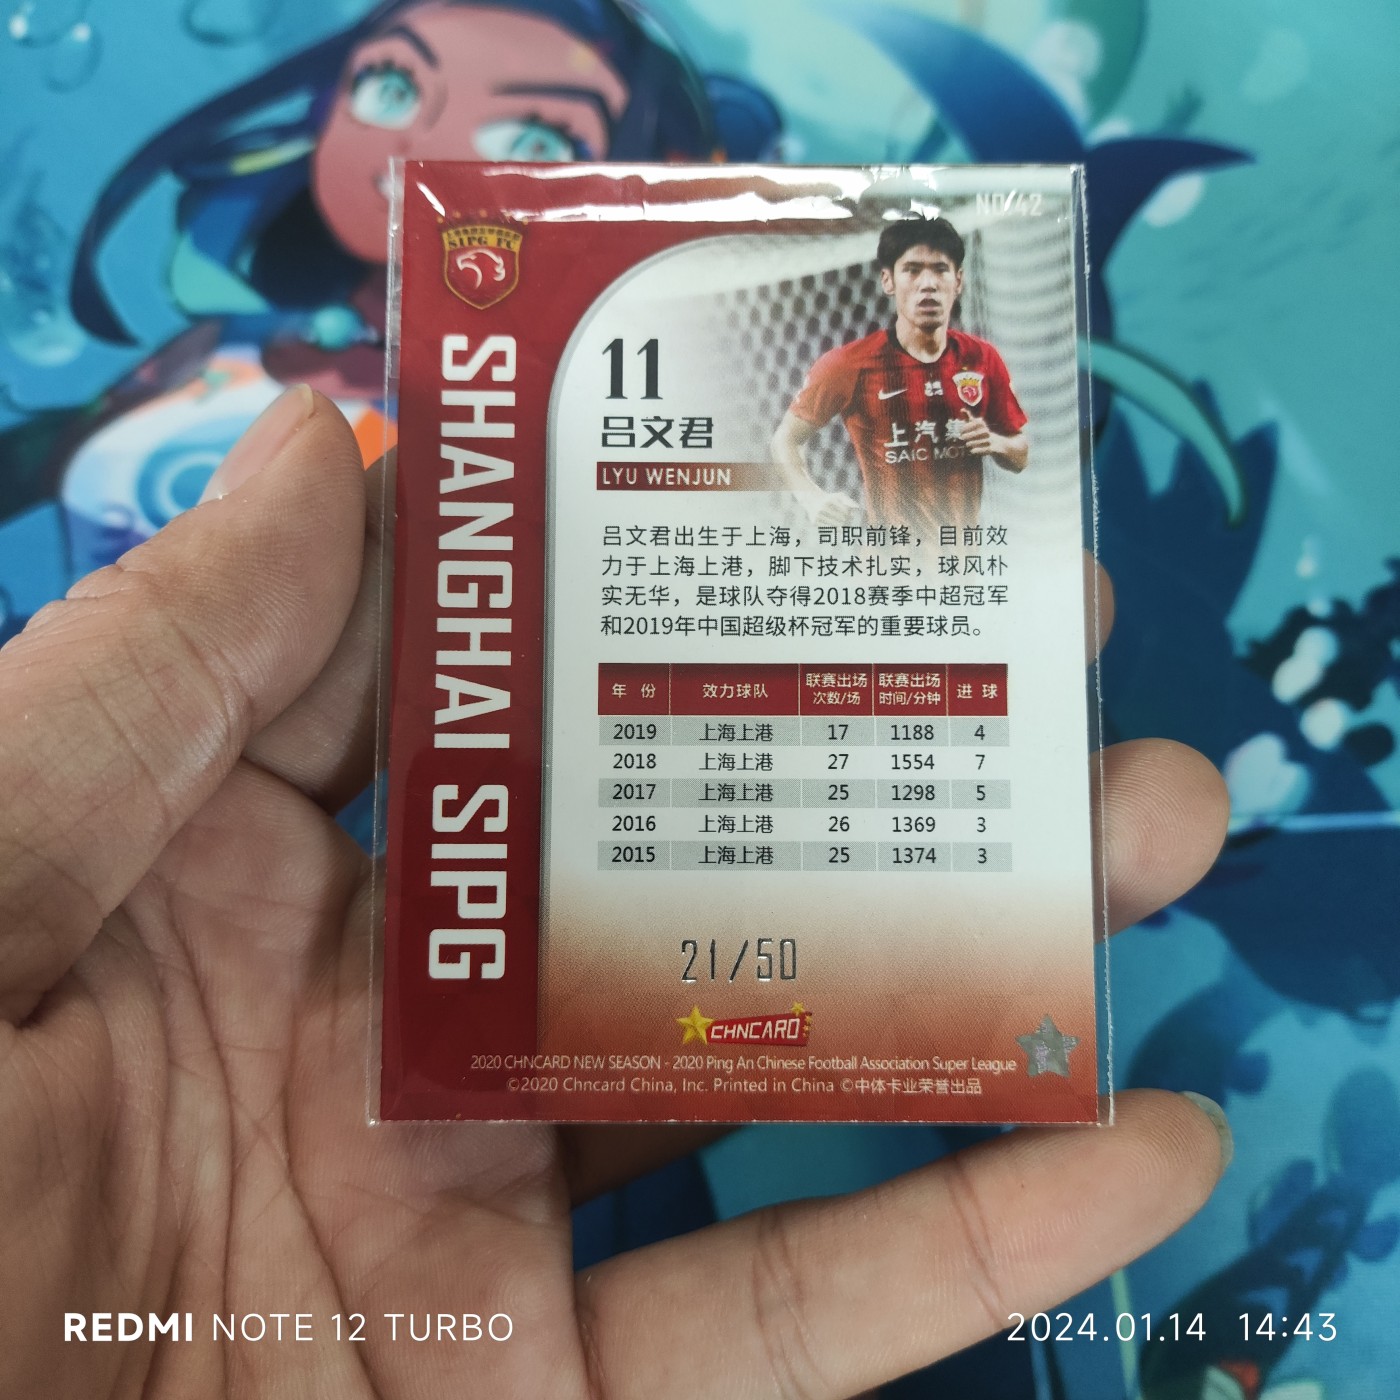 NO/42
SIPG FC
SHANGHAI SIPG
11
吕文君
LYU WENJUN
上汽集
SAIC MOT
吕文君出生于上海，司职前锋，目前效
力于上海上港，脚下技术扎实，球风朴
实无华，是球队夺得2018赛季中超冠军
和2019年中国超级杯冠军的重要球员。
年 份 效力球队 联赛出场次数/场 联赛出场时间/分钟 进 球
2019 上海上港 17 1188 4
2018 上海上港 27 1554 7
2017 上海上港 25 1298 5
2016 上海上港 26 1369 3
2015 上海上港 25 1374 3
21/50
CHNCARD
2020 CHNCARD NEW SEASON - 2020 Ping An Chinese Football Association Super League
©2020 Chncard China, Inc. Printed in China ©中体卡业荣誉出品
REDMI NOTE 12 TURBO
2024.01.14 14:43